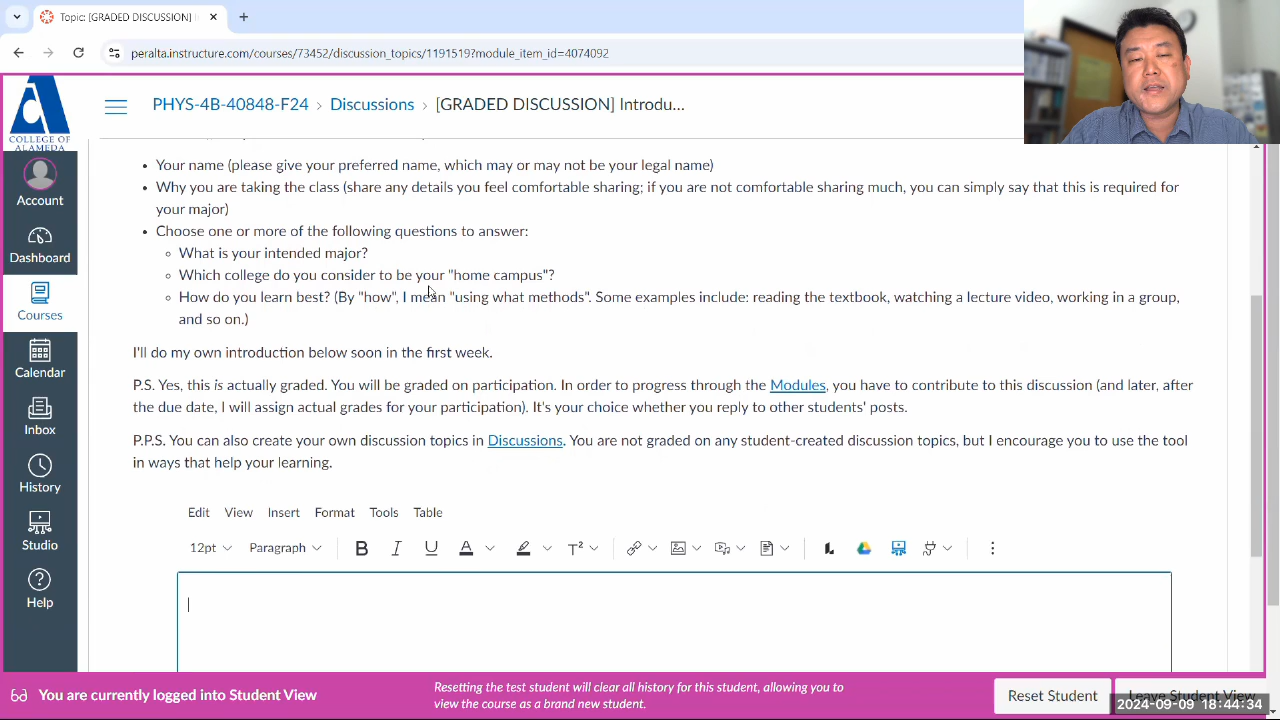 Topic: [GRADED DISCUSSION] I
peralta.instructure.com/courses/73452/discussion_topics/1191519?module_item_id=4074092
COLLEGE OF
ALAMEDA
PHYS-4B-40848-F24 › Discussions › [GRADED DISCUSSION] Introdu...
Account
Dashboard
Courses
Calendar
Inbox
History
Studio
Help
• Your name (please give your preferred name, which may or may not be your legal name)
• Why you are taking the class (share any details you feel comfortable sharing; if you are not comfortable sharing much, you can simply say that this is required for
your major)
• Choose one or more of the following questions to answer:
What is your intended major?
Which college do you consider to be your "home campus"?
How do you learn best? (By "how", I mean "using what methods". Some examples include: reading the textbook, watching a lecture video, working in a group,
and so on.)
I'll do my own introduction below soon in the first week.
P.S. Yes, this is actually graded. You will be graded on participation. In order to progress through the Modules, you have to contribute to this discussion (and later, after
the due date, I will assign actual grades for your participation). It's your choice whether you reply to other students' posts.
P.P.S. You can also create your own discussion topics in Discussions. You are not graded on any student-created discussion topics, but I encourage you to use the tool
in ways that help your learning.
Edit View Insert Format Tools Table
12pt Paragraph B I U A T²
You are currently logged into Student View
Resetting the test student will clear all history for this student, allowing you to
view the course as a brand new student.
Reset Student
Leave Student View
2024-09-09 18:44:34